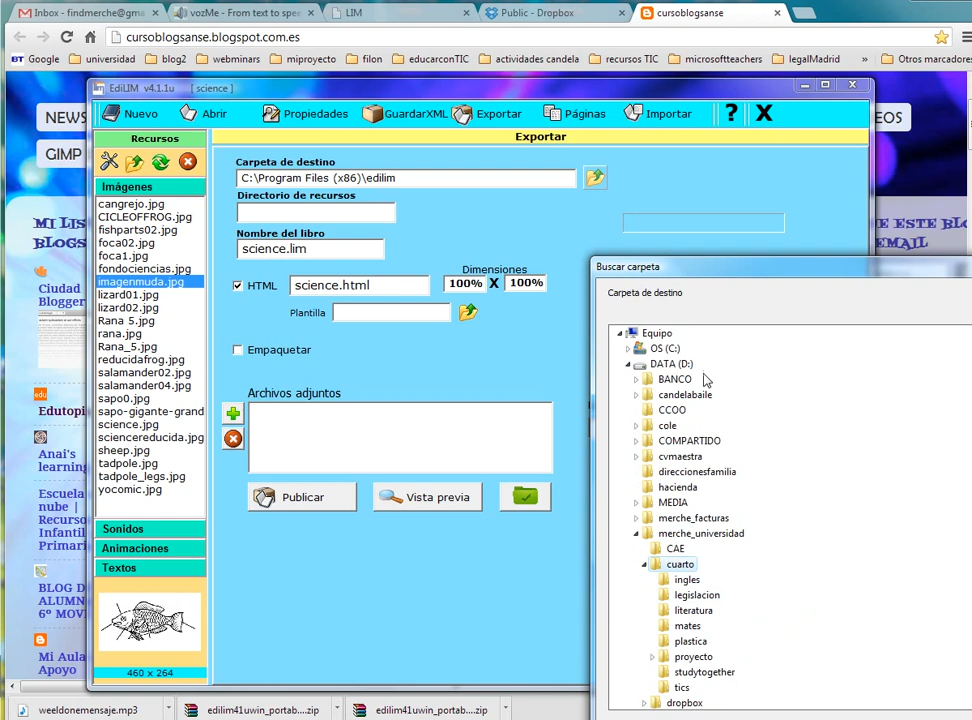 Inbox - findmerche@gma
vozMe - From text to spee
LIM
Public - Dropbox
cursoblogsanse
cursoblogsanse.blogspot.com.es
BT Google
universidad
blog2
webminars
miproyecto
filon
educarconTIC
actividades candela
recursos TIC
microsoftteachers
legalMadrid
»
Otros marcadores
NEWS
EOS
GIMP
MI LIS
BLOGS
E ESTE BLO
EMAIL
Ciudad
Blogger
edu
Edutopi
Anai's
learning
Escuela
nube |
Recurso
Infantil
Primari
BLOG D
ALUMN
6º MOVI
Mi Aula
Apoyo
lim EdiLIM v4.1.1u [ science ]
Nuevo
Abrir
Propiedades
GuardarXML
Exportar
Páginas
Importar
?
X
Recursos
Exportar
Imágenes
cangrejo.jpg
CICLEOFFROG.jpg
fishparts02.jpg
foca02.jpg
foca1.jpg
fondociencias.jpg
imagenmuda.jpg
lizard01.jpg
lizard02.jpg
Rana 5.jpg
rana.jpg
Rana_5.jpg
reducidafrog.jpg
salamander02.jpg
salamander04.jpg
sapo0.jpg
sapo-gigante-grand
science.jpg
sciencereducida.jpg
sheep.jpg
tadpole.jpg
tadpole_legs.jpg
yocomic.jpg
Sonidos
Animaciones
Textos
460 x 264
Carpeta de destino
C:\Program Files (x86)\edilim
Directorio de recursos
Nombre del libro
science.lim
HTML
science.html
Dimensiones
100% X 100%
Plantilla
Empaquetar
Archivos adjuntos
Publicar
Vista previa
Buscar carpeta
Carpeta de destino
Equipo
OS (C:)
DATA (D:)
BANCO
candelabaile
CCOO
cole
COMPARTIDO
cvmaestra
direccionesfamilia
hacienda
MEDIA
merche_facturas
merche_universidad
CAE
cuarto
ingles
legislacion
literatura
mates
plastica
proyecto
studytogether
tics
dropbox
weeldonemensaje.mp3
edilim41uwin_portab....zip
edilim41uwin_portab....zip